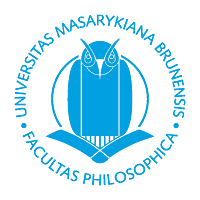 UNIVERSITAS MASARYKIANA BRUNENSIS
• FACULTAS PHILOSOPHICA •